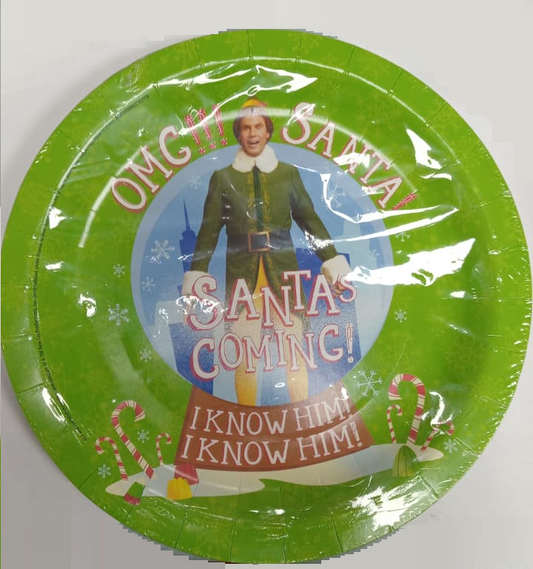 OMG!!! SANTA!
SANTA'S
COMING!
I KNOW HIM!
I KNOW HIM!